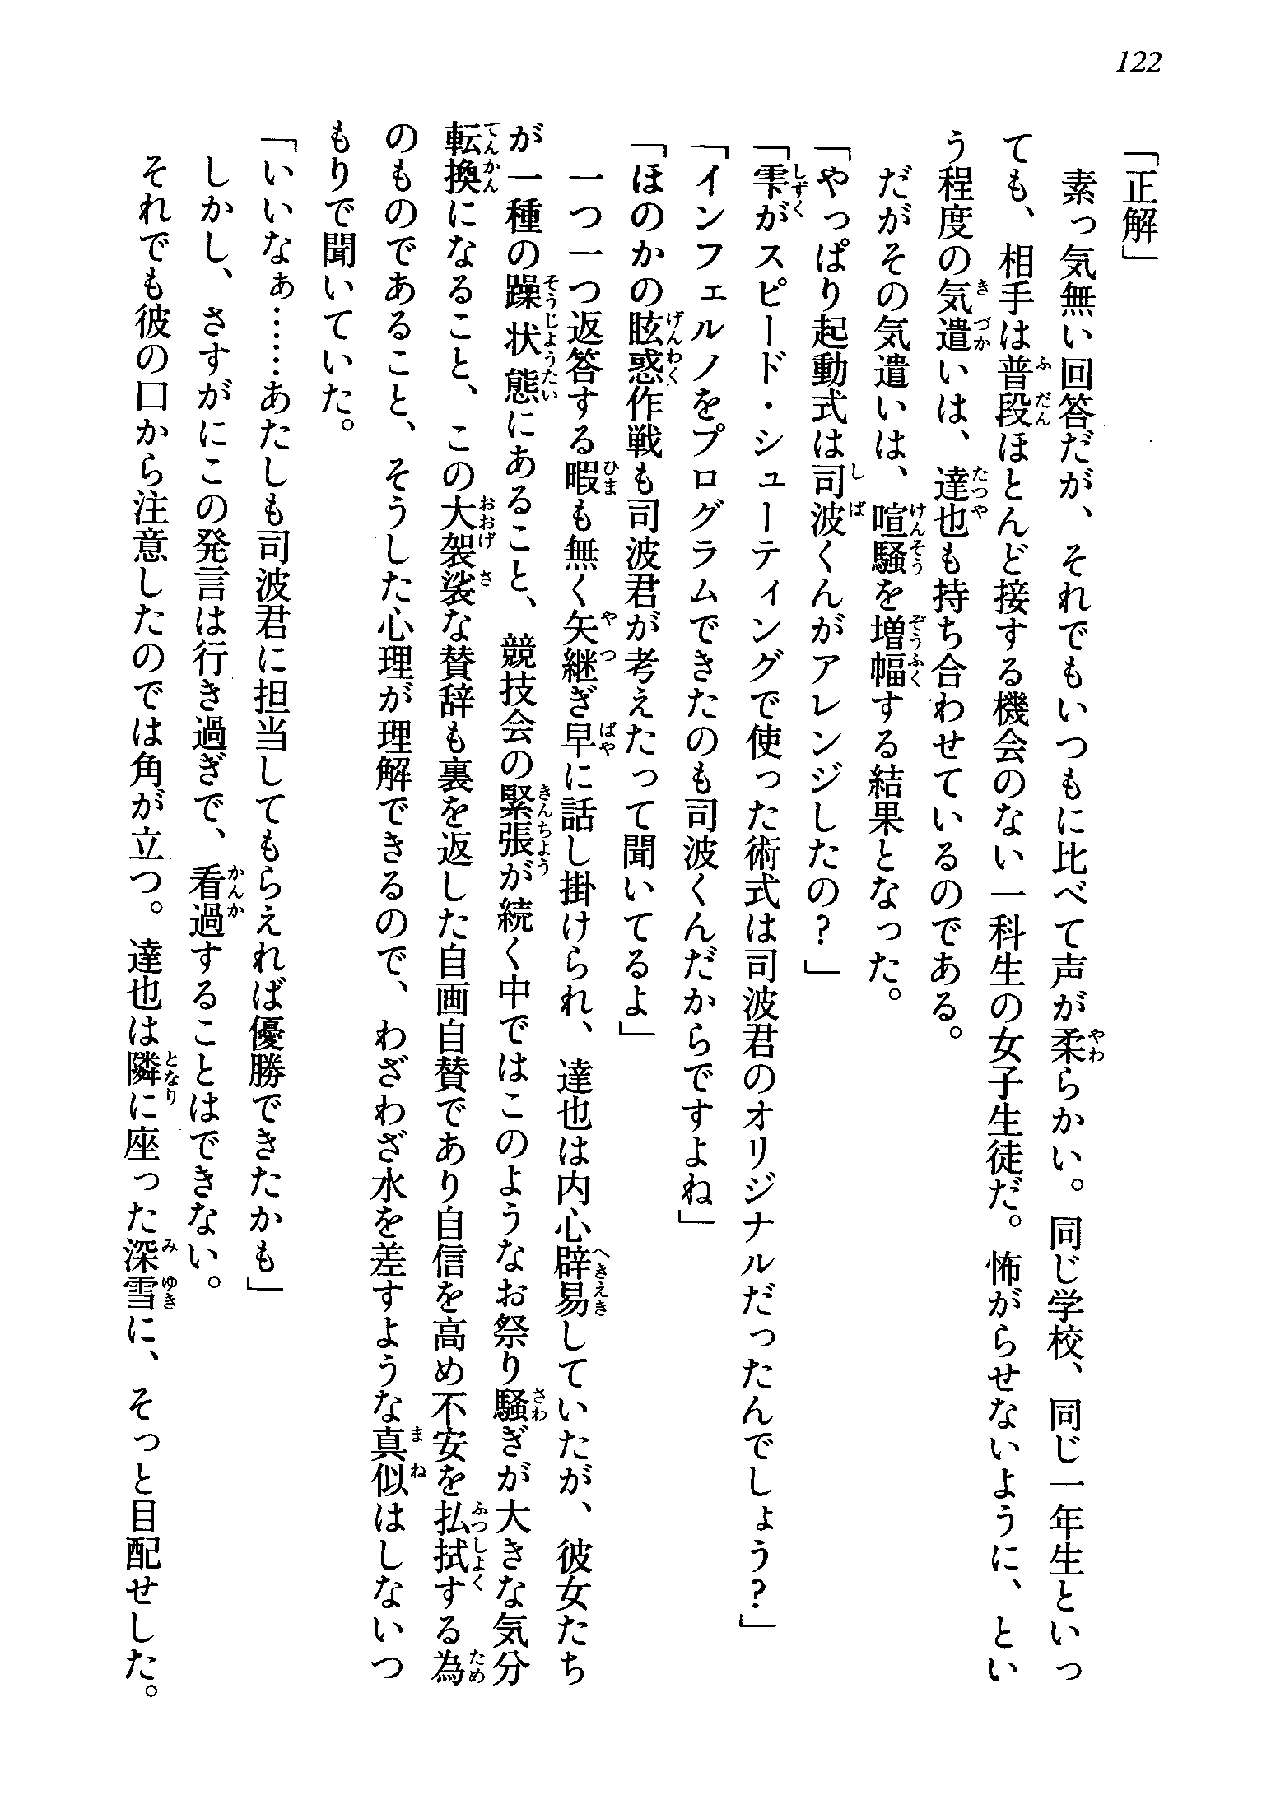 122
「正解」
素っ気無い回答だが、それでもいつもに比べて声が柔らかい。同じ学校、同じ一年生といっ
ても、相手は普段ほとんど接する機会のない一科生の女子生徒だ。怖がらせないように、とい
う程度の気遣いは、達也も持ち合わせているのである。
だがその気遣いは、喧騒を増幅する結果となった。
「やっぱり起動式は司波くんがアレンジしたの？」
「雫がスピード・シューティングで使った術式は司波君のオリジナルだったんでしょう？」
「インフェルノをプログラムできたのも司波くんだからですよね」
「ほのかの眩惑作戦も司波君が考えたって聞いてるよ」
一つ一つ返答する暇も無く矢継ぎ早に話し掛けられ、達也は内心辟易していたが、彼女たち
が一種の躁状態にあること、競技会の緊張が続く中ではこのようなお祭り騒ぎが大きな気分
転換になること、この大袈裟な賛辞も裏を返した自画自賛であり自信を高め不安を払拭する為
のものであること、そうした心理が理解できるので、わざわざ水を差すような真似はしないつ
もりで聞いていた。
「いいなぁ……あたしも司波君に担当してもらえれば優勝できたかも」
しかし、さすがにこの発言は行き過ぎで、看過することはできない。
それでも彼の口から注意したのでは角が立つ。達也は隣に座った深雪に、そっと目配せした。